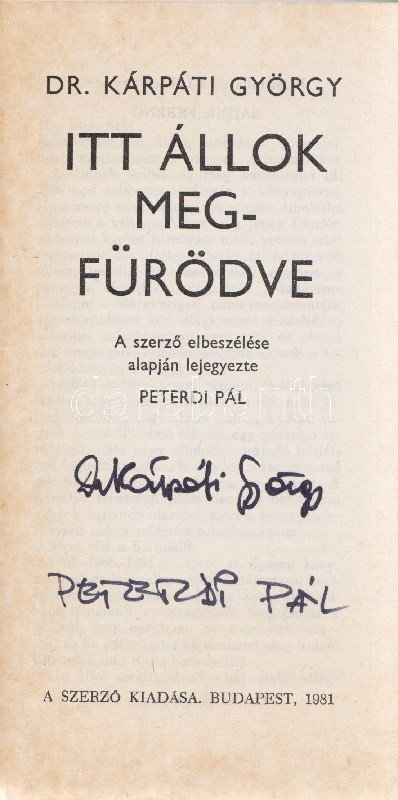 DR. KÁRPÁTI GYÖRGY
ITT ÁLLOK
MEG-
FÜRÖDVE
A szerző elbeszélése
alapján lejegyezte
PETERDI PÁL
darabanth
Dr Kárpáti György
PETERDI PÁL
A SZERZŐ KIADÁSA. BUDAPEST, 1981